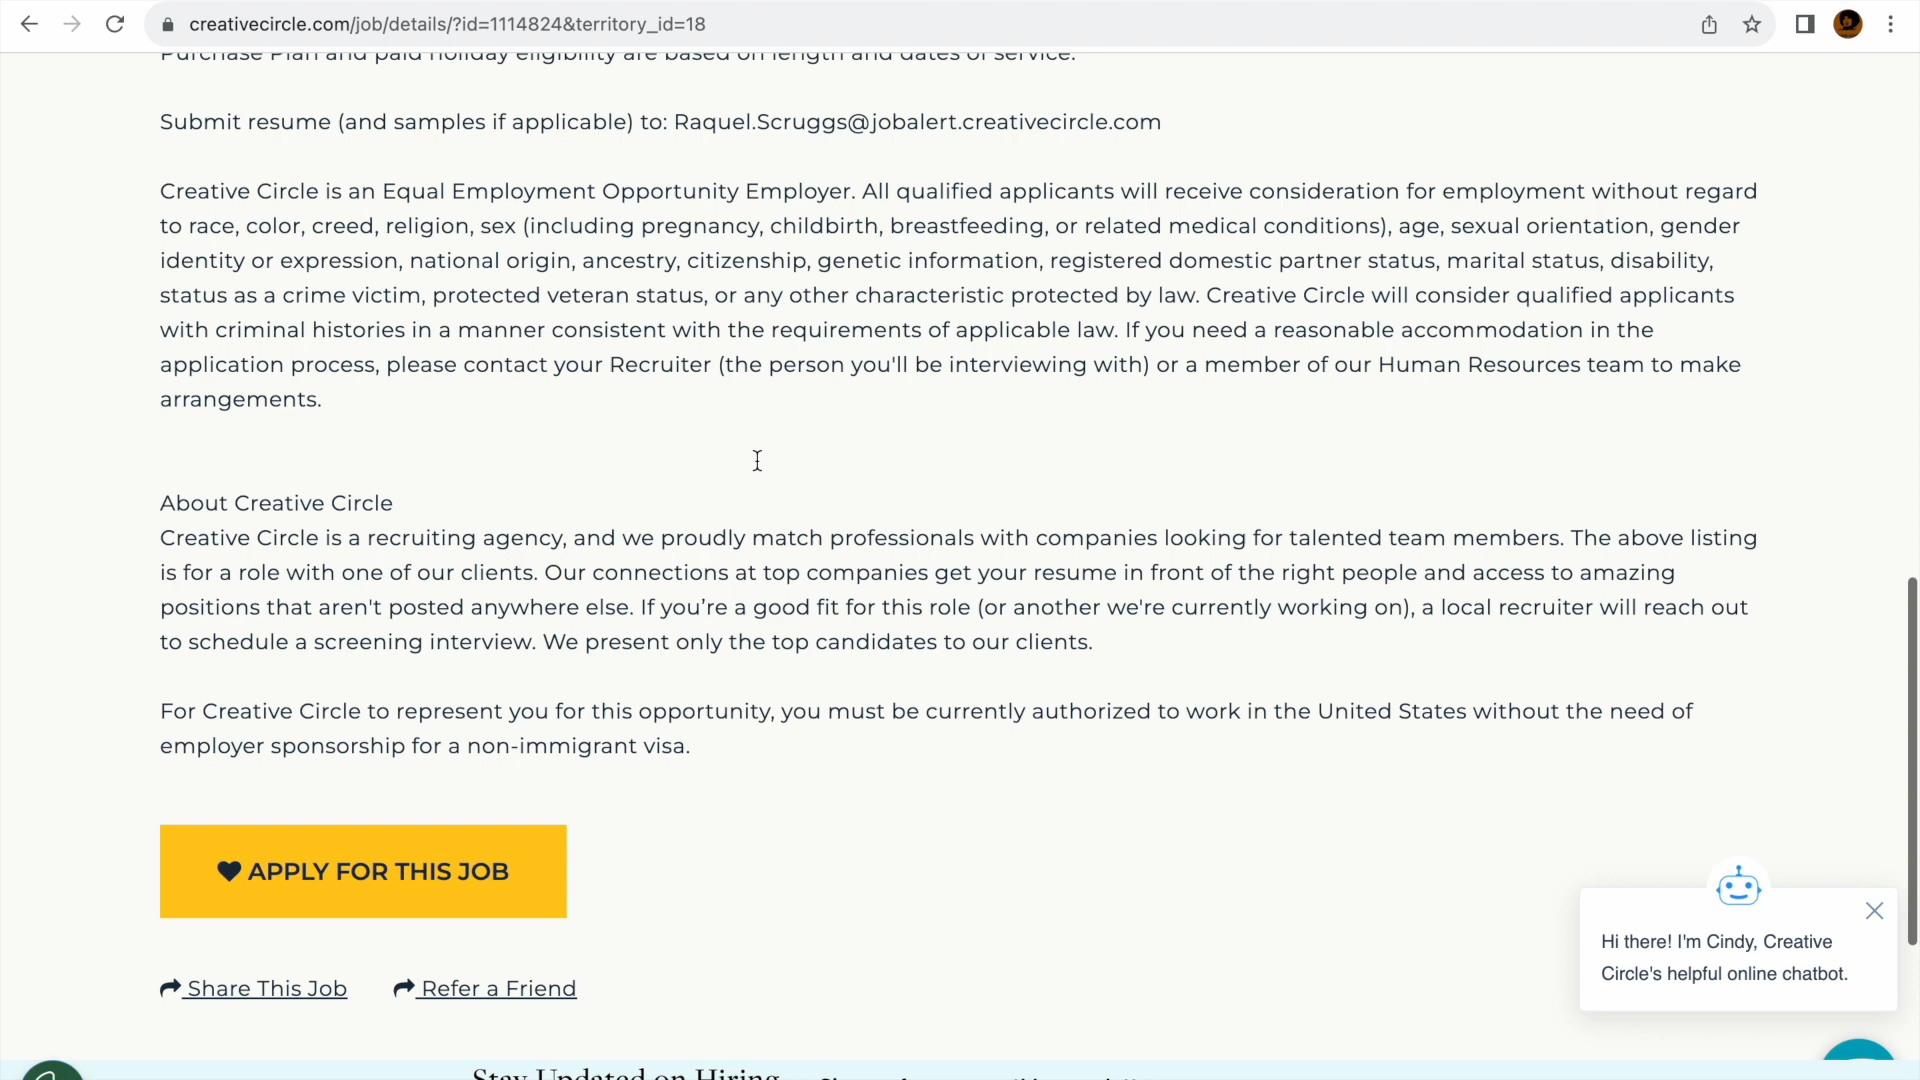 creativecircle.com/job/details/?id=1114824&territory_id=18
Purchase Plan and paid holiday eligibility are based on length and dates of service.
Submit resume (and samples if applicable) to: Raquel.Scruggs@jobalert.creativecircle.com
Creative Circle is an Equal Employment Opportunity Employer. All qualified applicants will receive consideration for employment without regard
to race, color, creed, religion, sex (including pregnancy, childbirth, breastfeeding, or related medical conditions), age, sexual orientation, gender
identity or expression, national origin, ancestry, citizenship, genetic information, registered domestic partner status, marital status, disability,
status as a crime victim, protected veteran status, or any other characteristic protected by law. Creative Circle will consider qualified applicants
with criminal histories in a manner consistent with the requirements of applicable law. If you need a reasonable accommodation in the
application process, please contact your Recruiter (the person you'll be interviewing with) or a member of our Human Resources team to make
arrangements.
About Creative Circle
Creative Circle is a recruiting agency, and we proudly match professionals with companies looking for talented team members. The above listing
is for a role with one of our clients. Our connections at top companies get your resume in front of the right people and access to amazing
positions that aren't posted anywhere else. If you’re a good fit for this role (or another we're currently working on), a local recruiter will reach out
to schedule a screening interview. We present only the top candidates to our clients.
For Creative Circle to represent you for this opportunity, you must be currently authorized to work in the United States without the need of
employer sponsorship for a non-immigrant visa.
APPLY FOR THIS JOB
Hi there! I'm Cindy, Creative
Circle's helpful online chatbot.
Share This Job Refer a Friend
Stay Updated on Hiring